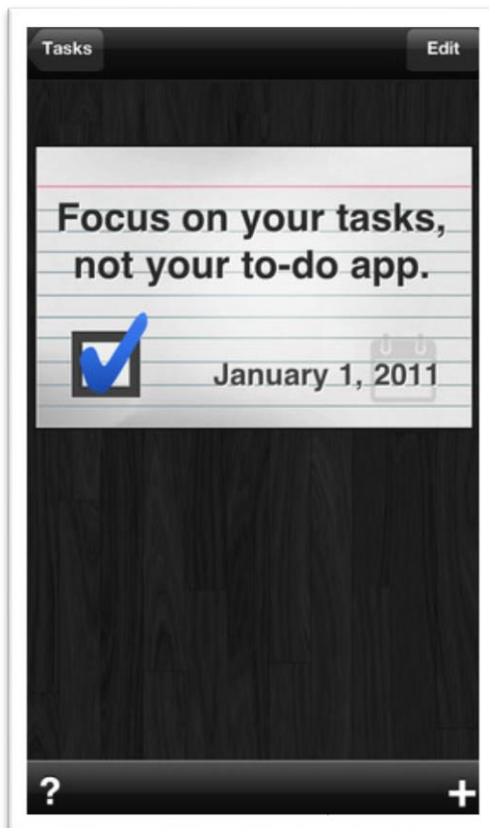 Tasks
Edit
Focus on your tasks,
not your to-do app.
January 1, 2011
?
+